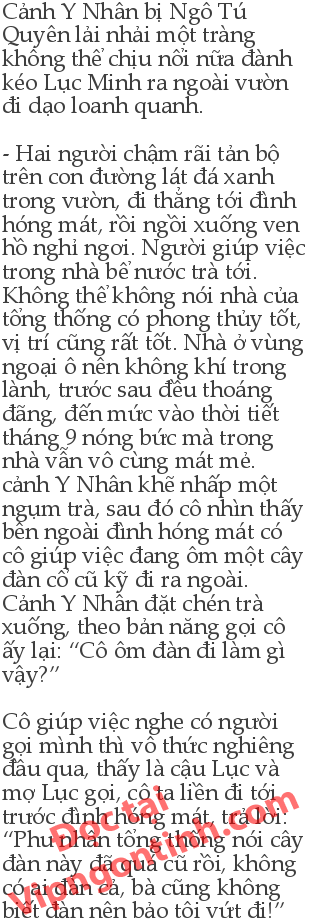 Cảnh Y Nhân bị Ngô Tú
Quyên lải nhải một tràng
không thể chịu nổi nữa đành
kéo Lục Minh ra ngoài vườn
đi dạo loanh quanh.
- Hai người chậm rãi tản bộ
trên con đường lát đá xanh
trong vườn, đi thẳng tới đình
hóng mát, rồi ngồi xuống ven
hồ nghỉ ngơi. Người giúp việc
trong nhà bể nước trà tới.
Không thể không nói nhà của
tổng thống có phong thủy tốt,
vị trí cũng rất tốt. Nhà ở vùng
ngoại ô nên không khí trong
lành, trước sau đều thoáng
đãng, đến mức vào thời tiết
tháng 9 nóng bức mà trong
nhà vẫn vô cùng mát mẻ.
cảnh Y Nhân khẽ nhấp một
ngụm trà, sau đó cô nhìn thấy
bên ngoài đình hóng mát có
cô giúp việc đang ôm một cây
đàn cổ cũ kỹ đi ra ngoài.
Cảnh Y Nhân đặt chén trà
xuống, theo bản năng gọi cô
ấy lại: “Cô ôm đàn đi làm gì
vậy?”
Cô giúp việc nghe có người
gọi mình thì vô thức nghiêng
đầu qua, thấy là cậu Lục và
mợ Lục gọi, cô ta liền đi tới
trước đình hóng mát, trả lời:
“Phu nhân tổng thống nói cây
đàn này đã quá cũ rồi, không
có ai đàn cả, bà cũng không
biết đàn nên bảo tôi vứt đi!”
Doc tai
Vipngontinh.com